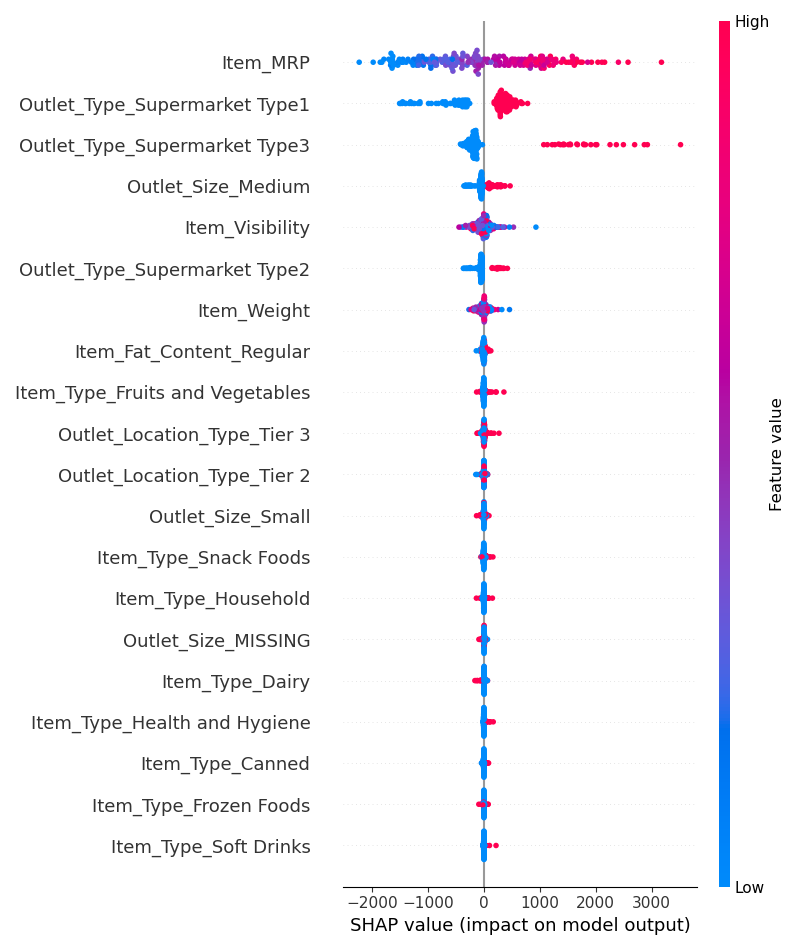 High
Item_MRP
Outlet_Type_Supermarket Type1
Outlet_Type_Supermarket Type3
Outlet_Size_Medium
Item_Visibility
Outlet_Type_Supermarket Type2
Item_Weight
Item_Fat_Content_Regular
Item_Type_Fruits and Vegetables
Outlet_Location_Type_Tier 3
Outlet_Location_Type_Tier 2
Outlet_Size_Small
Item_Type_Snack Foods
Item_Type_Household
Outlet_Size_MISSING
Item_Type_Dairy
Item_Type_Health and Hygiene
Item_Type_Canned
Item_Type_Frozen Foods
Item_Type_Soft Drinks
Feature value
Low
−2000 −1000 0 1000 2000 3000
SHAP value (impact on model output)